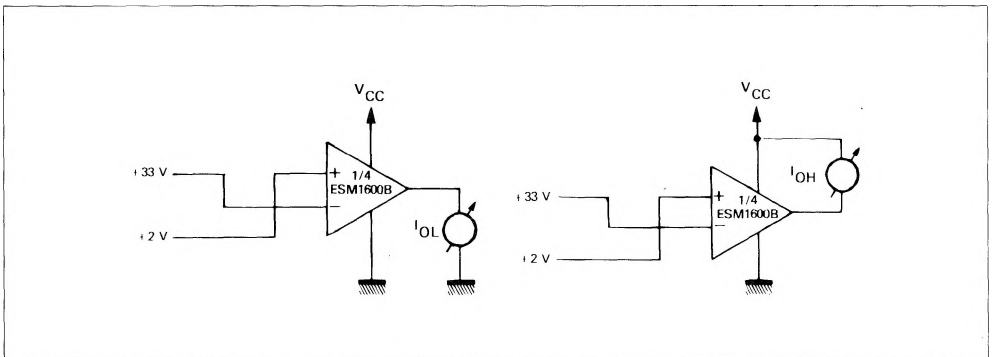 VCC
+33 V
+2 V
+
1/4
ESM1600B
−
IOL
VCC
+33 V
+2 V
+
1/4
ESM1600B
−
IOH